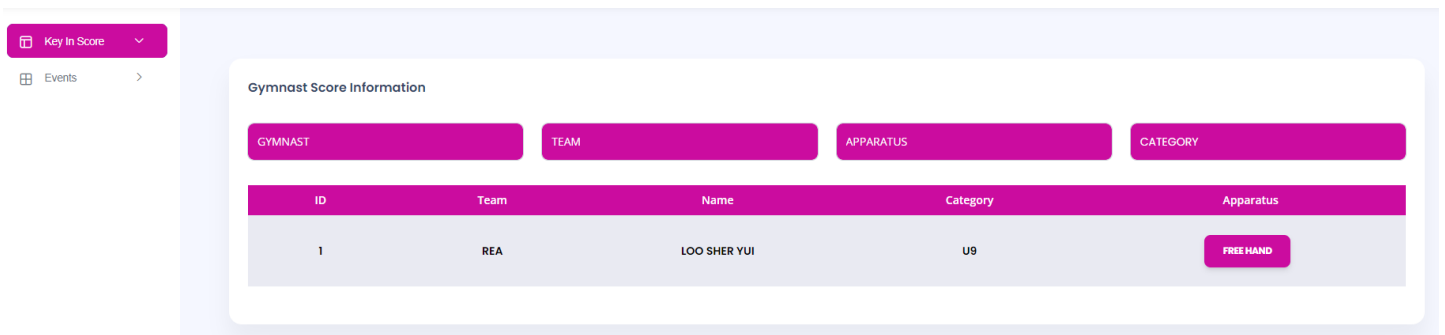 Key In Score
Events
Gymnast Score Information
GYMNAST TEAM APPARATUS CATEGORY
ID Team Name Category Apparatus
1 REA LOO SHER YUI U9 FREE HAND